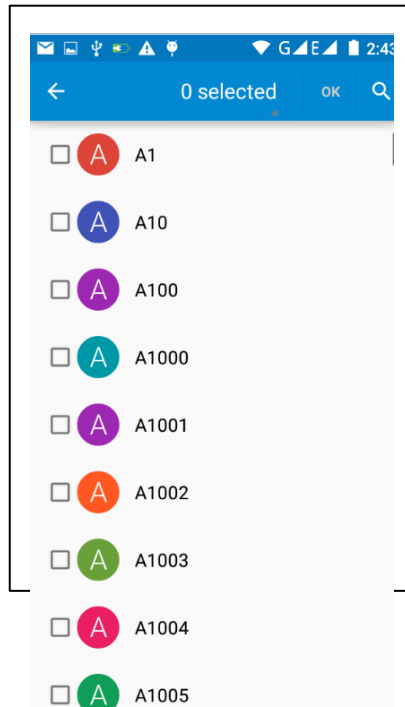 G E 2:43
0 selected OK
A A1
A A10
A A100
A A1000
A A1001
A A1002
A A1003
A A1004
A A1005